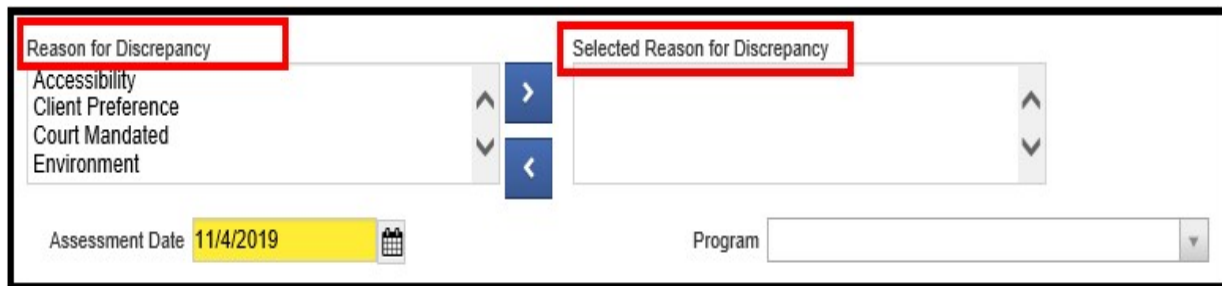 Reason for Discrepancy
Accessibility
Client Preference
Court Mandated
Environment
Selected Reason for Discrepancy
Assessment Date 11/4/2019
Program